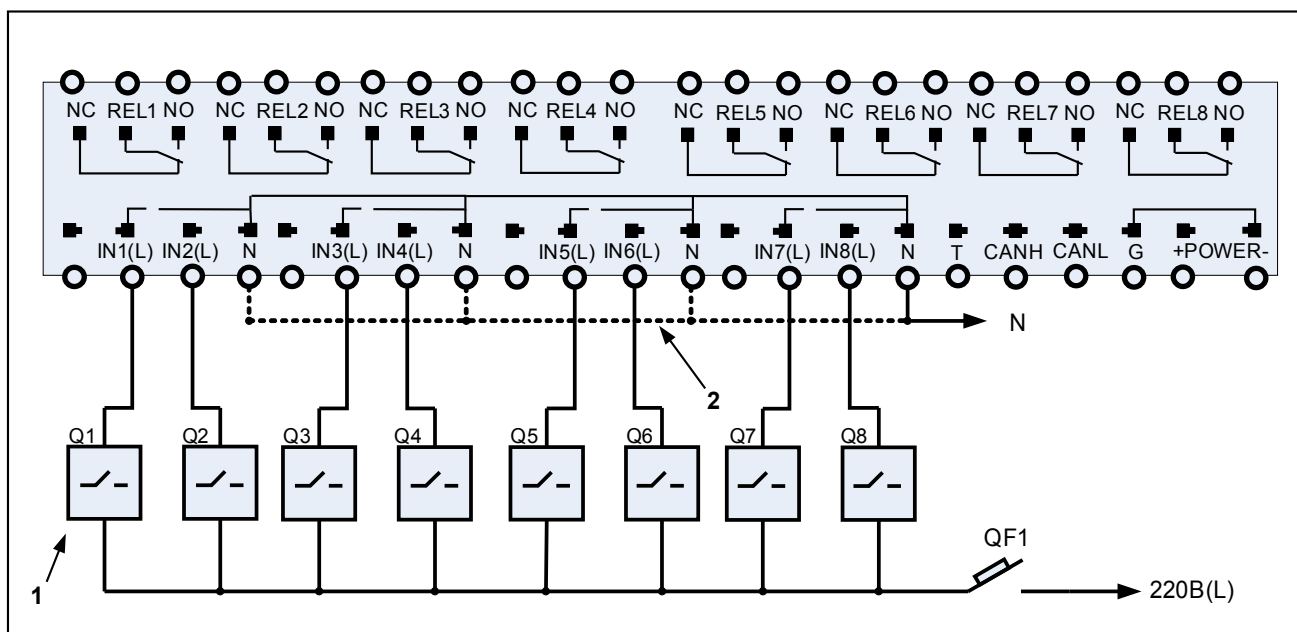 NC REL1 NO NC REL2 NO NC REL3 NO NC REL4 NO NC REL5 NO NC REL6 NO NC REL7 NO NC REL8 NO
IN1(L) IN2(L) N IN3(L) IN4(L) N IN5(L) IN6(L) N IN7(L) IN8(L) N T CANH CANL G +POWER-
N
2
Q1 Q2 Q3 Q4 Q5 Q6 Q7 Q8
QF1
1
220В(L)